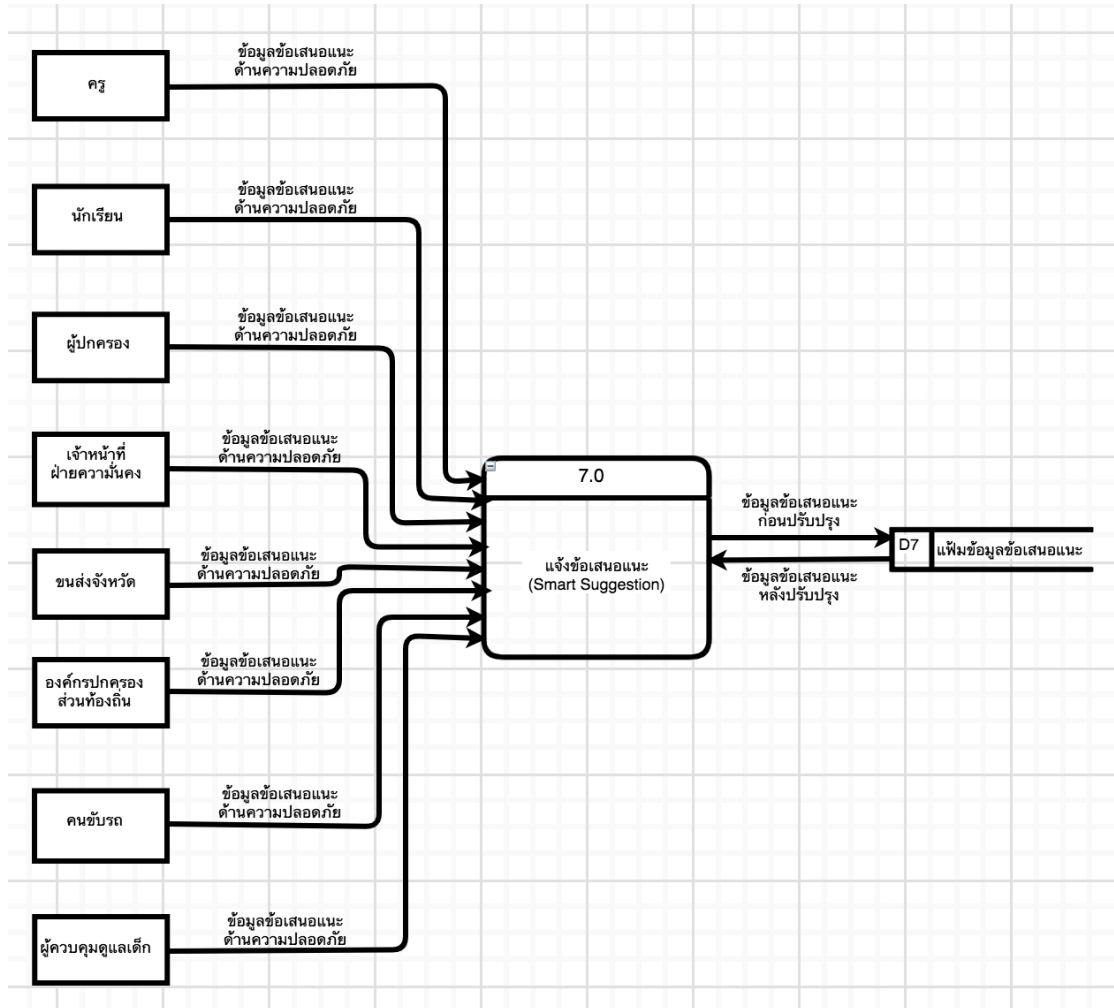 ข้อมูลข้อเสนอแนะ
ด้านความปลอดภัย
ครู
ข้อมูลข้อเสนอแนะ
ด้านความปลอดภัย
นักเรียน
ข้อมูลข้อเสนอแนะ
ด้านความปลอดภัย
ผู้ปกครอง
ข้อมูลข้อเสนอแนะ
ด้านความปลอดภัย
เจ้าหน้าที่
ฝ่ายความั่นคง
7.0
ข้อมูลข้อเสนอแนะ
ก่อนปรับปรุง
D7
แฟ้มข้อมูลข้อเสนอแนะ
แจ้งข้อเสนอแนะ
(Smart Suggestion)
ข้อมูลข้อเสนอแนะ
หลังปรับปรุง
ข้อมูลข้อเสนอแนะ
ด้านความปลอดภัย
ขนส่งจังหวัด
ข้อมูลข้อเสนอแนะ
ด้านความปลอดภัย
องค์กรปกครอง
ส่วนท้องถิ่น
ข้อมูลข้อเสนอแนะ
ด้านความปลอดภัย
คนขับรถ
ข้อมูลข้อเสนอแนะ
ด้านความปลอดภัย
ผู้ควบคุมดูแลเด็ก